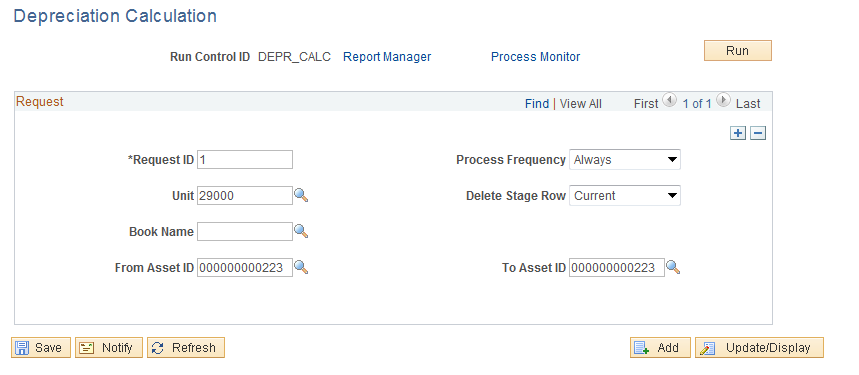 Depreciation Calculation
Run Control ID DEPR_CALC Report Manager Process Monitor Run
Request Find | View All First 1 of 1 Last
*Request ID 1 Process Frequency Always
Unit 29000 Delete Stage Row Current
Book Name
From Asset ID 000000000223 To Asset ID 000000000223
Save Notify Refresh Add Update/Display